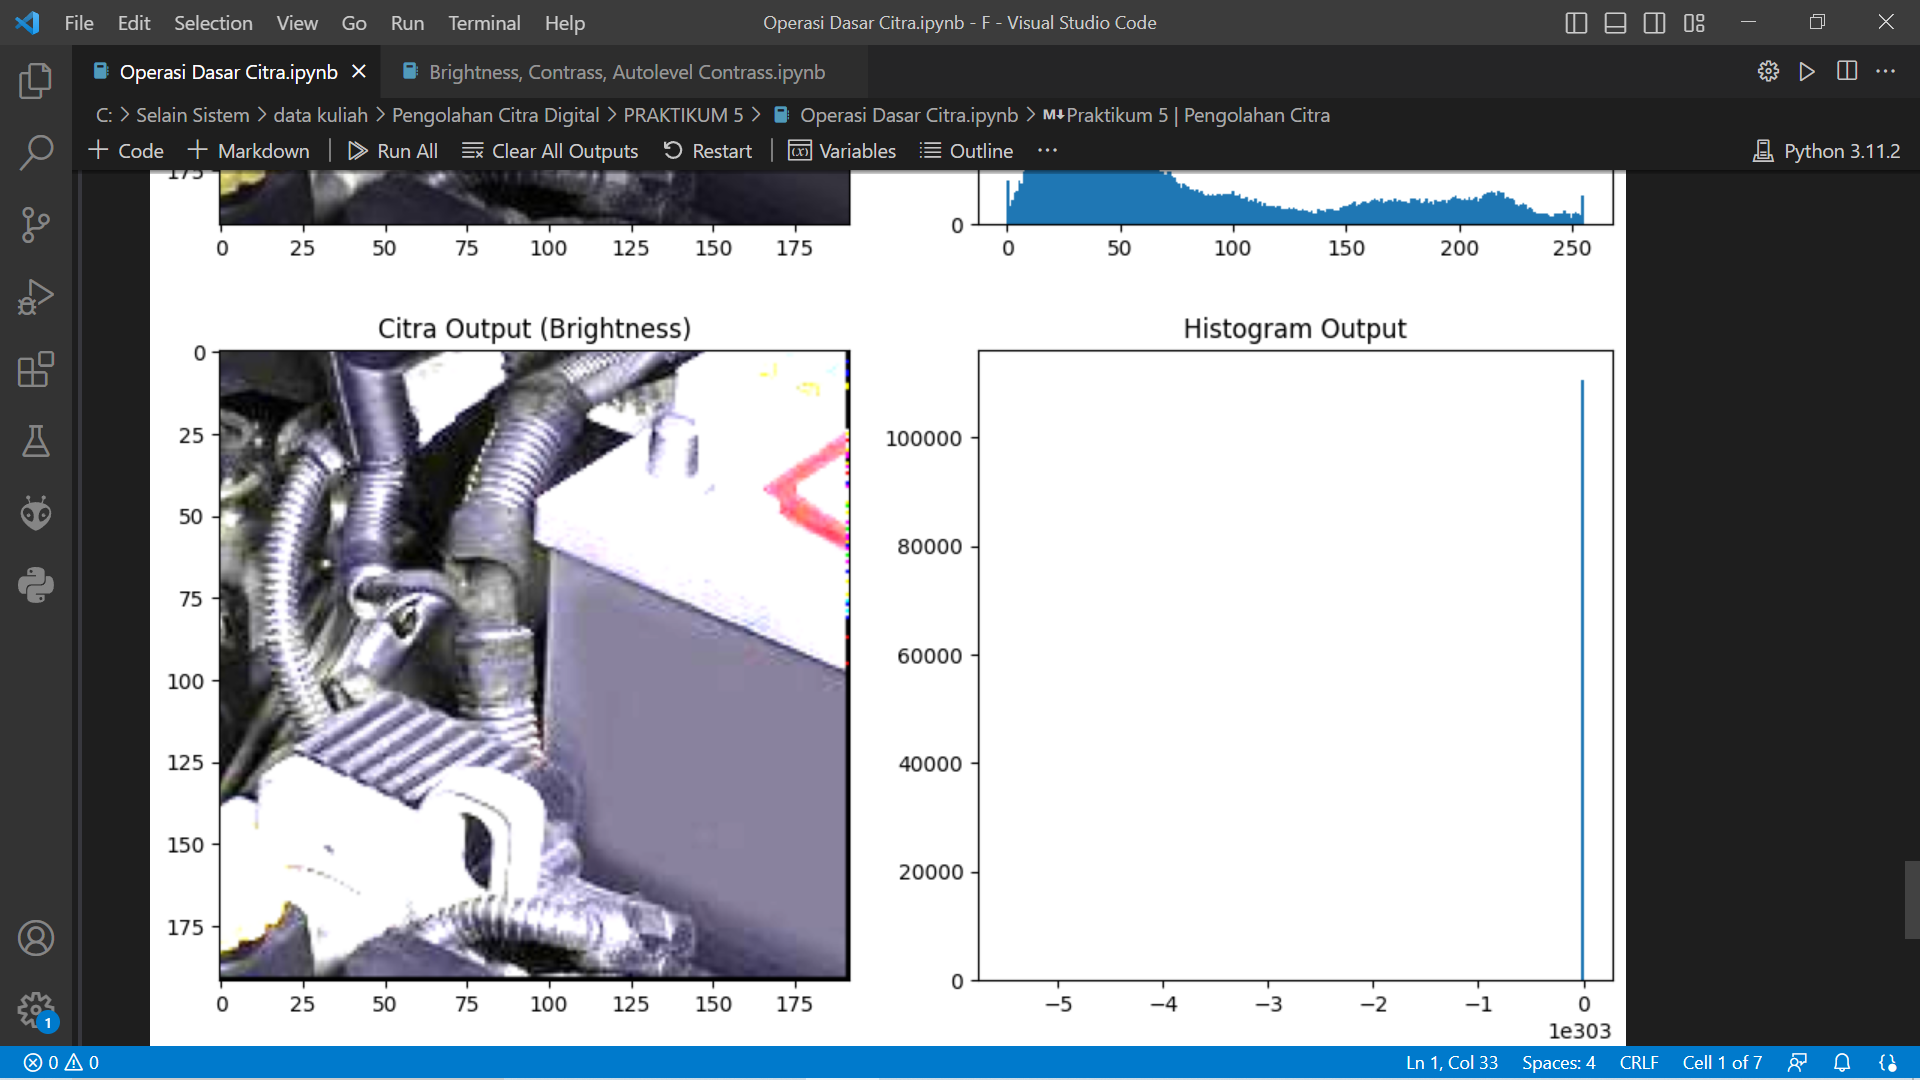 File Edit Selection View Go Run Terminal Help
Operasi Dasar Citra.ipynb - F - Visual Studio Code
Operasi Dasar Citra.ipynb
Brightness, Contrass, Autolevel Contrass.ipynb
C: > Selain Sistem > data kuliah > Pengolahan Citra Digital > PRAKTIKUM 5 > Operasi Dasar Citra.ipynb > M↓Praktikum 5 | Pengolahan Citra
+ Code + Markdown | Run All Clear All Outputs Restart | Variables Outline ...
Python 3.11.2
175
0 25 50 75 100 125 150 175
0
0 50 100 150 200 250
Citra Output (Brightness)
0
25
50
75
100
125
150
175
0 25 50 75 100 125 150 175
Histogram Output
100000
80000
60000
40000
20000
0
−5 −4 −3 −2 −1 0
1e303
1
0 0
Ln 1, Col 33 Spaces: 4 CRLF Cell 1 of 7